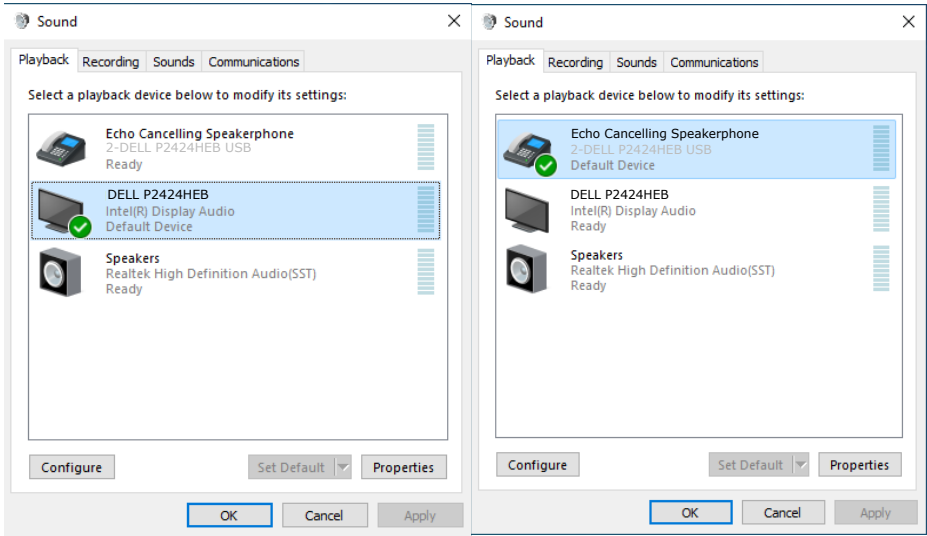 Sound
Playback Recording Sounds Communications
Select a playback device below to modify its settings:
Echo Cancelling Speakerphone
2-DELL P2424HEB USB
Ready
DELL P2424HEB
Intel(R) Display Audio
Default Device
Speakers
Realtek High Definition Audio(SST)
Ready
Configure Set Default Properties
OK Cancel Apply
Sound
Playback Recording Sounds Communications
Select a playback device below to modify its settings:
Echo Cancelling Speakerphone
2-DELL P2424HEB USB
Default Device
DELL P2424HEB
Intel(R) Display Audio
Ready
Speakers
Realtek High Definition Audio(SST)
Ready
Configure Set Default Properties
OK Cancel Apply